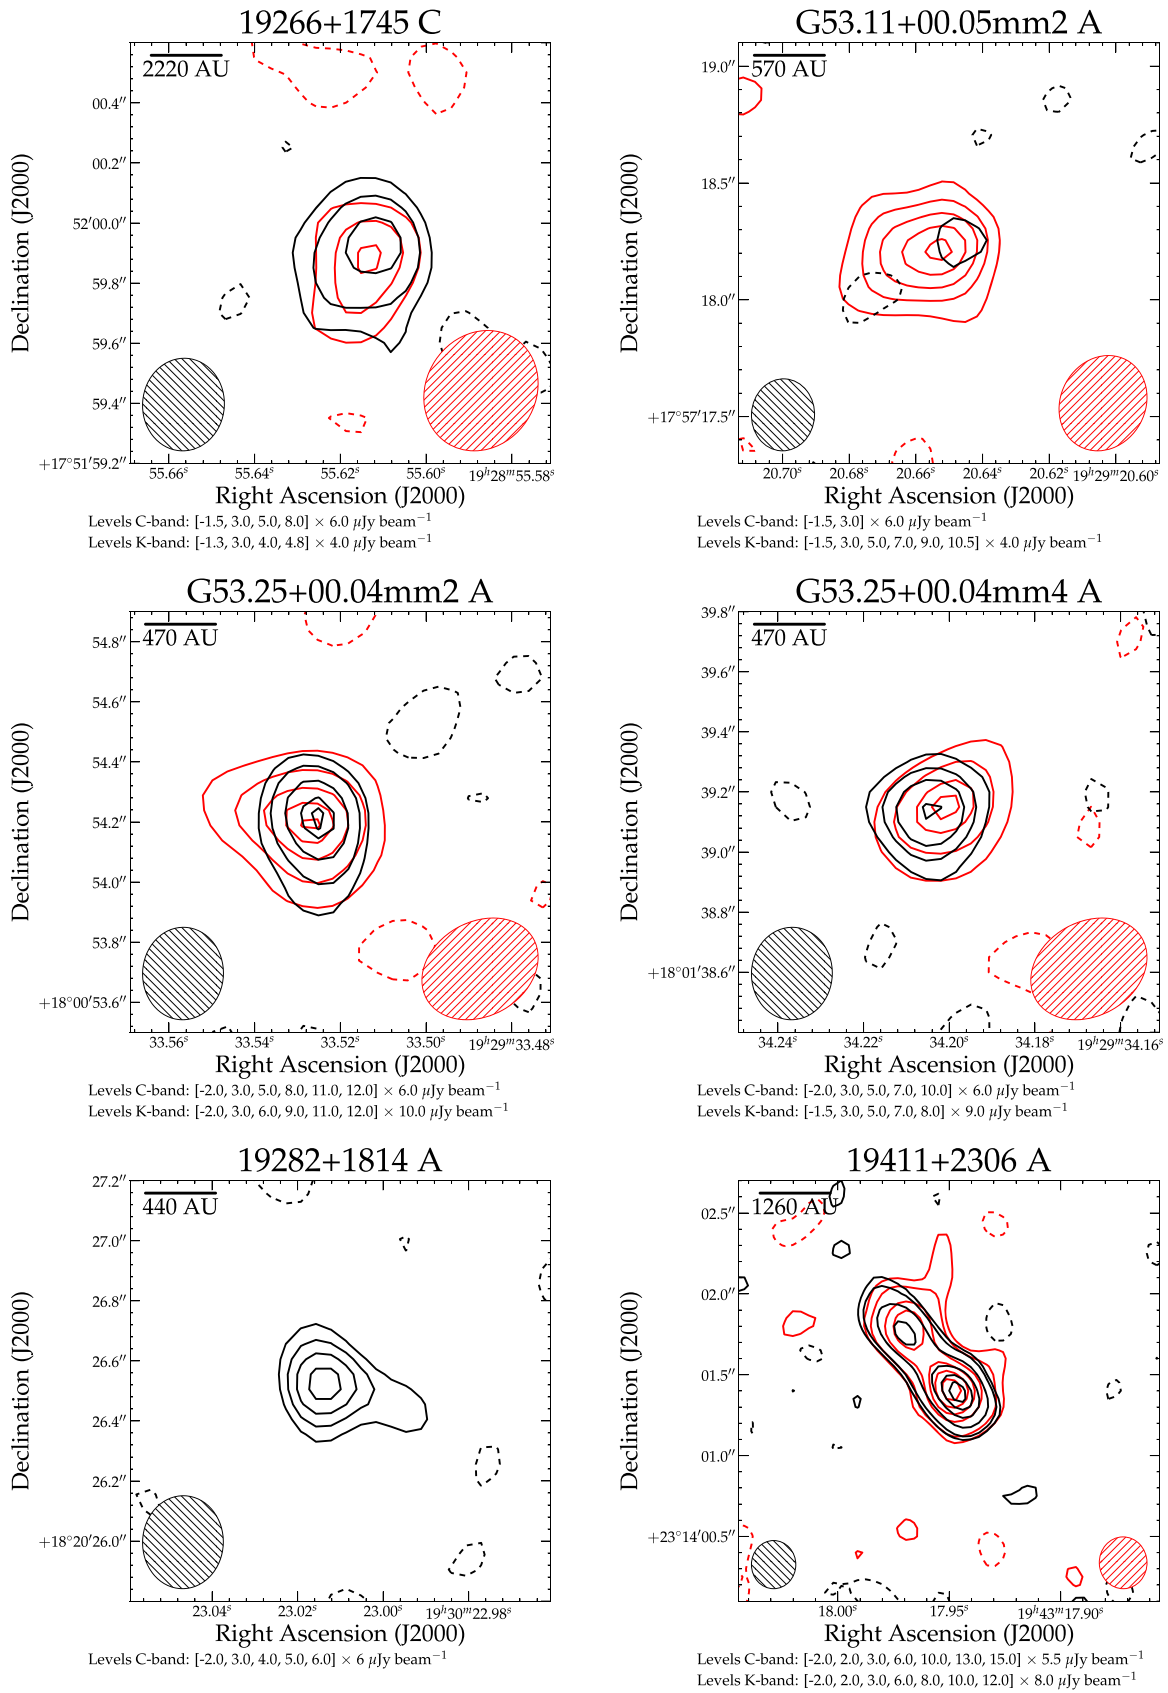 19266+1745 C
2220 AU
00.4″
00.2″
52′00.0″
59.8″
59.6″
59.4″
+17°51′59.2″
Declination (J2000)
55.66ˢ 55.64ˢ 55.62ˢ 55.60ˢ 19ʰ28ᵐ55.58ˢ
Right Ascension (J2000)
Levels C-band: [-1.5, 3.0, 5.0, 8.0] × 6.0 μJy beam⁻¹
Levels K-band: [-1.3, 3.0, 4.0, 4.8] × 4.0 μJy beam⁻¹
G53.11+00.05mm2 A
570 AU
19.0″
18.5″
18.0″
+17°57′17.5″
Declination (J2000)
20.70ˢ 20.68ˢ 20.66ˢ 20.64ˢ 20.62ˢ 19ʰ29ᵐ20.60ˢ
Right Ascension (J2000)
Levels C-band: [-1.5, 3.0] × 6.0 μJy beam⁻¹
Levels K-band: [-1.5, 3.0, 5.0, 7.0, 9.0, 10.5] × 4.0 μJy beam⁻¹
G53.25+00.04mm2 A
470 AU
54.8″
54.6″
54.4″
54.2″
54.0″
53.8″
+18°00′53.6″
Declination (J2000)
33.56ˢ 33.54ˢ 33.52ˢ 33.50ˢ 19ʰ29ᵐ33.48ˢ
Right Ascension (J2000)
Levels C-band: [-2.0, 3.0, 5.0, 8.0, 11.0, 12.0] × 6.0 μJy beam⁻¹
Levels K-band: [-2.0, 3.0, 6.0, 9.0, 11.0, 12.0] × 10.0 μJy beam⁻¹
G53.25+00.04mm4 A
470 AU
39.8″
39.6″
39.4″
39.2″
39.0″
38.8″
+18°01′38.6″
Declination (J2000)
34.24ˢ 34.22ˢ 34.20ˢ 34.18ˢ 19ʰ29ᵐ34.16ˢ
Right Ascension (J2000)
Levels C-band: [-2.0, 3.0, 5.0, 7.0, 10.0] × 6.0 μJy beam⁻¹
Levels K-band: [-1.5, 3.0, 5.0, 7.0, 8.0] × 9.0 μJy beam⁻¹
19282+1814 A
440 AU
27.2″
27.0″
26.8″
26.6″
26.4″
26.2″
+18°20′26.0″
Declination (J2000)
23.04ˢ 23.02ˢ 23.00ˢ 19ʰ30ᵐ22.98ˢ
Right Ascension (J2000)
Levels C-band: [-2.0, 3.0, 4.0, 5.0, 6.0] × 6 μJy beam⁻¹
19411+2306 A
1260 AU
02.5″
02.0″
01.5″
01.0″
+23°14′00.5″
Declination (J2000)
18.00ˢ 17.95ˢ 19ʰ43ᵐ17.90ˢ
Right Ascension (J2000)
Levels C-band: [-2.0, 2.0, 3.0, 6.0, 10.0, 13.0, 15.0] × 5.5 μJy beam⁻¹
Levels K-band: [-2.0, 2.0, 3.0, 6.0, 8.0, 10.0, 12.0] × 8.0 μJy beam⁻¹